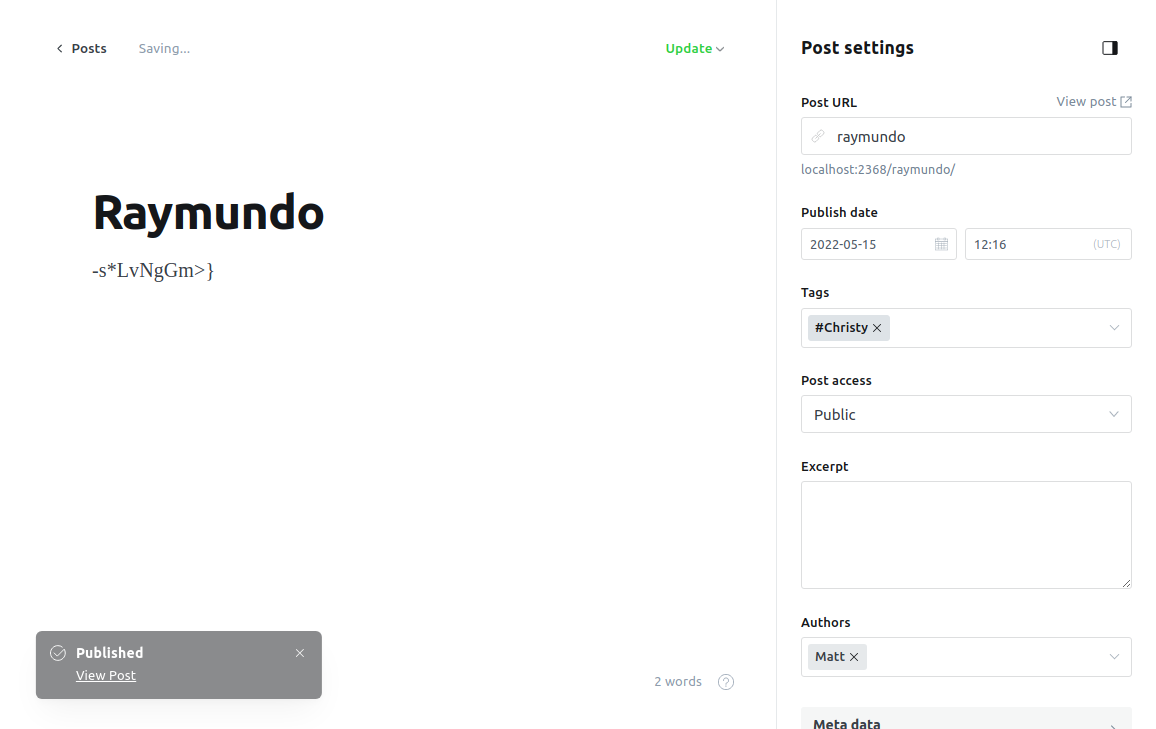 Posts
Saving...
Update
Post settings
Post URL
View post
raymundo
localhost:2368/raymundo/
Publish date
2022-05-15
12:16
(UTC)
Tags
#Christy
Post access
Public
Excerpt
Authors
Matt
Meta data
Raymundo
-s*LvNgGm>}
Published
View Post
2 words
?